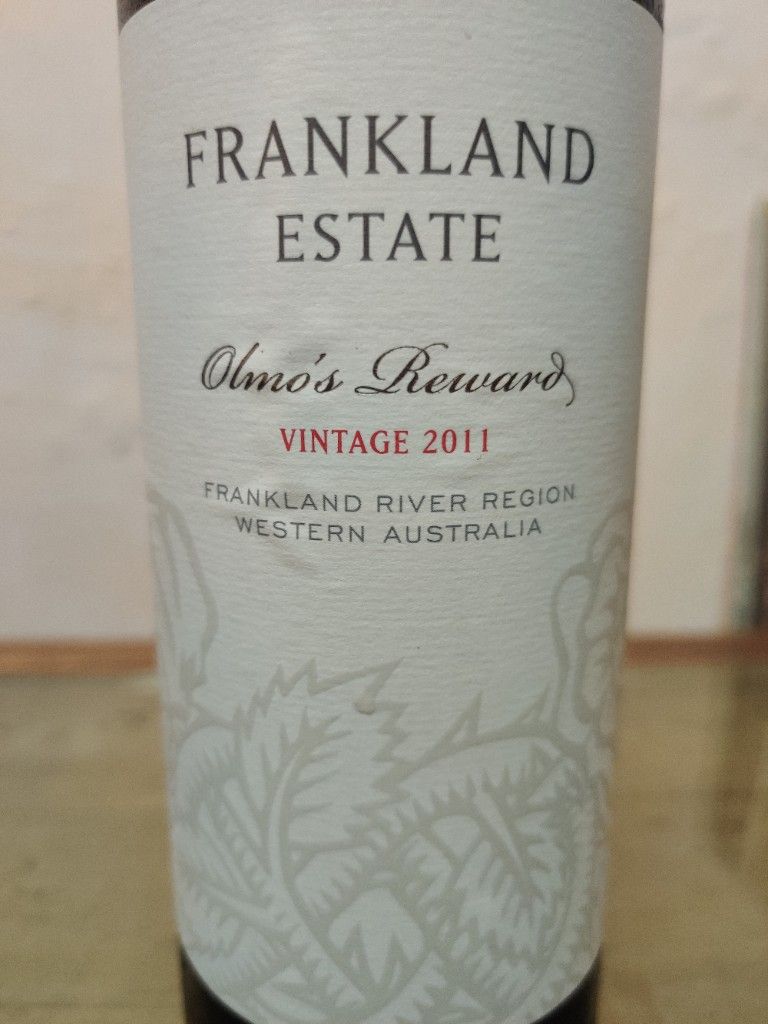 FRANKLAND
ESTATE
Olmo's Reward
VINTAGE 2011
FRANKLAND RIVER REGION
WESTERN AUSTRALIA